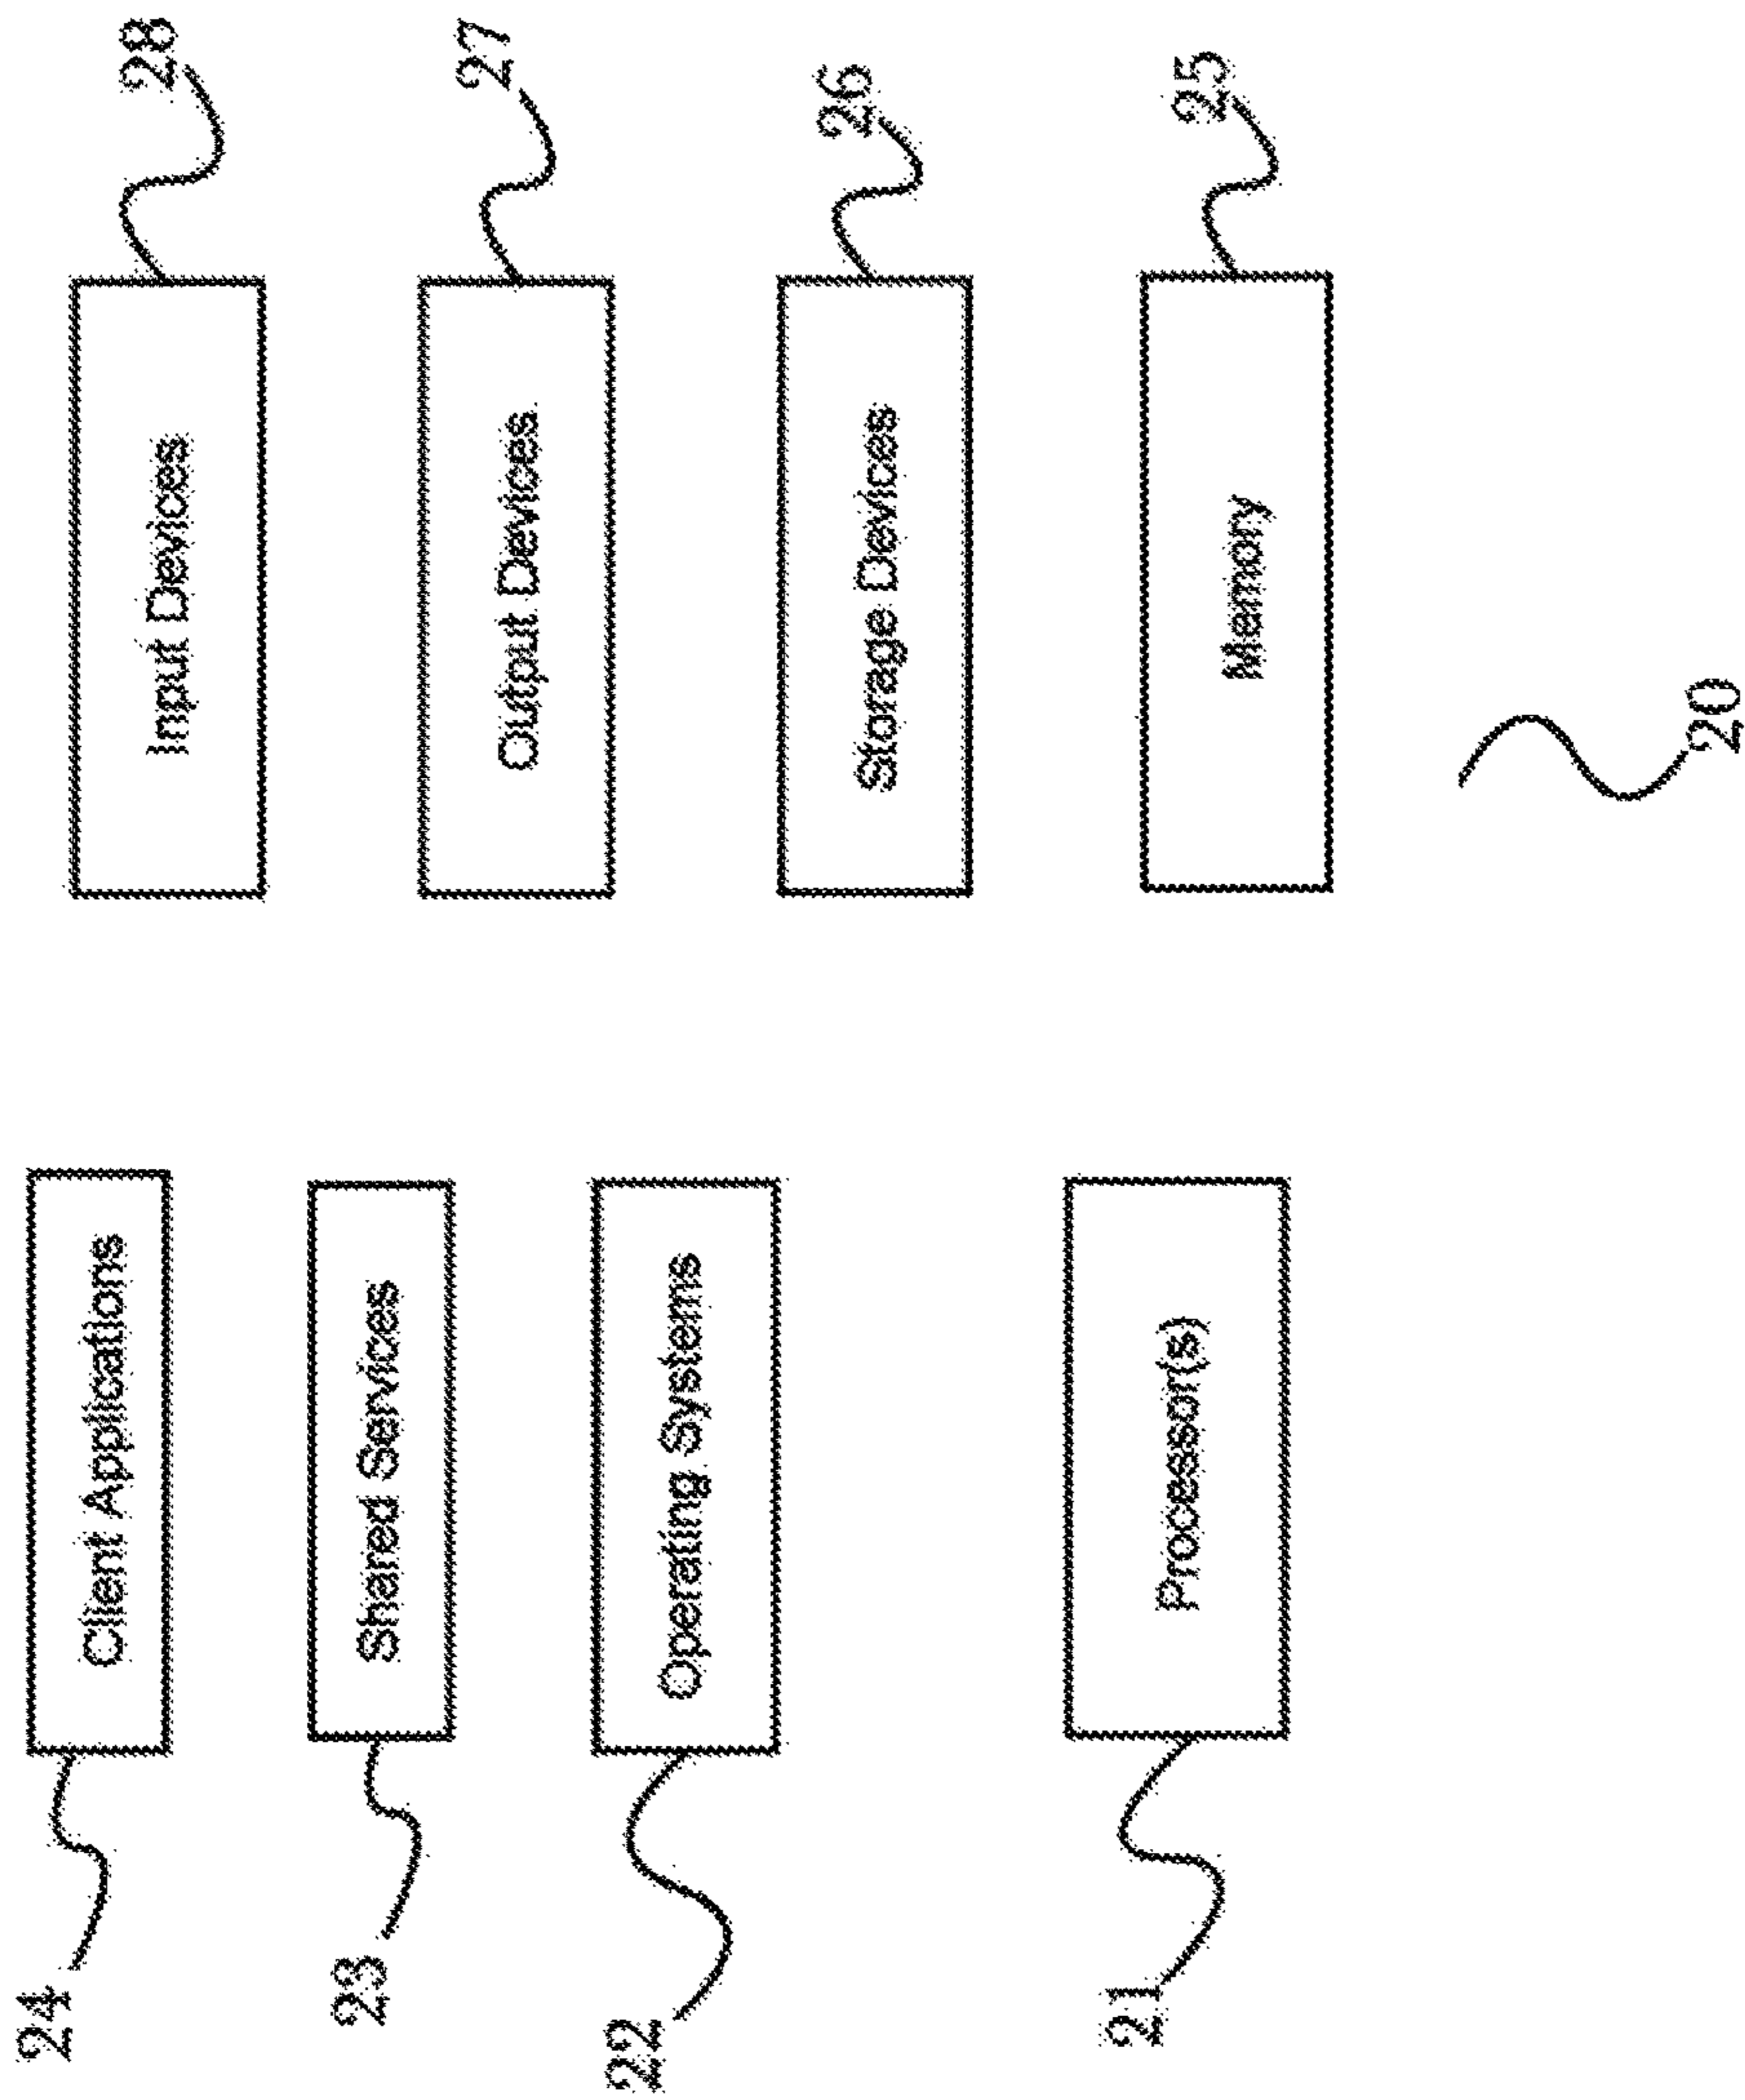 24
Client Applications
Input Devices
28
23
Shared Services
Output Devices
27
22
Operating Systems
Storage Devices
26
21
Processor(s)
Memory
25
20